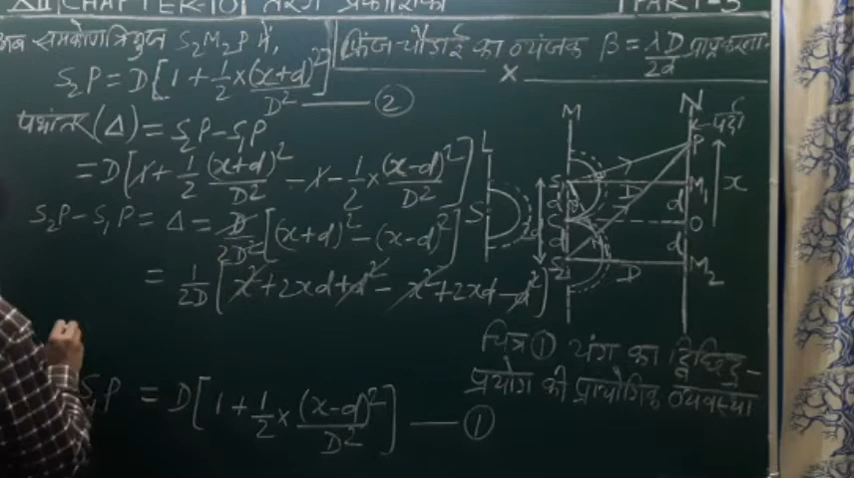 XII CHAPTER-10 तरंग प्रकाशिकी PART-3
अब समकोण त्रिभुज S₂M₂P में,
S₂P = D[1 + 1/2 × (x+d)²/D²] —— ②
फ्रिंज-चौड़ाई का व्यंजक β = λD/2d प्राप्त करना-
×
पथांतर (Δ) = S₂P - S₁P
= D[1 + 1/2 (x+d)²/D² - 1 - 1/2 × (x-d)²/D²]
S₂P - S₁P = Δ = D/2D² [(x+d)² - (x-d)²]
= 1/2D [x² + 2xd + d² - x² + 2xd - d²]
S₁P = D[1 + 1/2 × (x-d)²/D²] —— ①
L
S
M
N
पर्दा
P
x
S₁
D
M₁
d
O
2d
d
d
S₂
D
M₂
चित्र ① यंग का द्विछिद्र-
प्रयोग की प्रायोगिक व्यवस्था